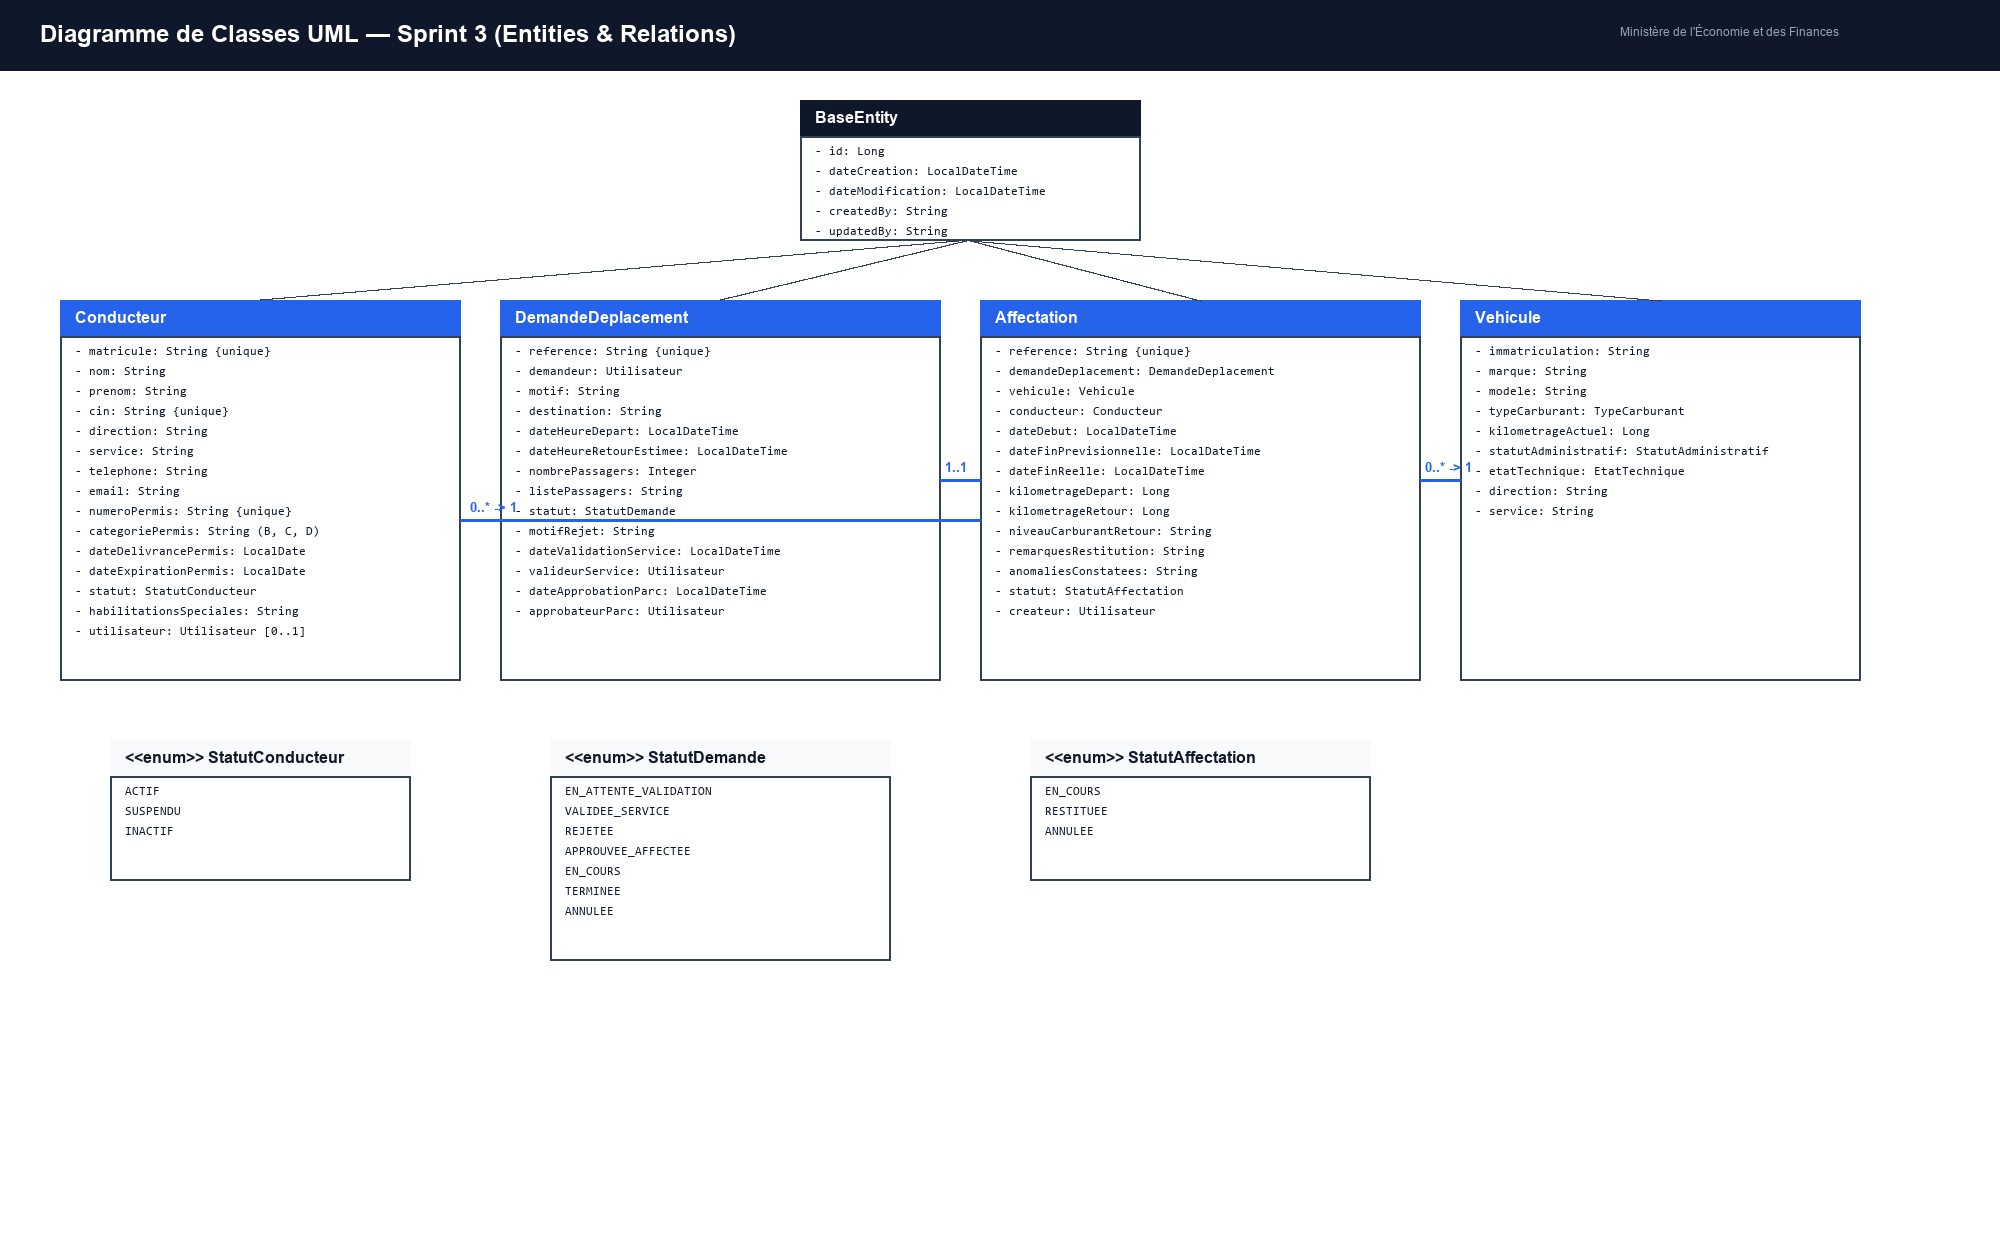 Diagramme de Classes UML — Sprint 3 (Entities & Relations)
Ministère de l'Économie et des Finances
BaseEntity
- id: Long
- dateCreation: LocalDateTime
- dateModification: LocalDateTime
- createdBy: String
- updatedBy: String
Conducteur
- matricule: String {unique}
- nom: String
- prenom: String
- cin: String {unique}
- direction: String
- service: String
- telephone: String
- email: String
- numeroPermis: String {unique}
- categoriePermis: String (B, C, D)
- dateDelivrancePermis: LocalDate
- dateExpirationPermis: LocalDate
- statut: StatutConducteur
- habilitationsSpeciales: String
- utilisateur: Utilisateur [0..1]
0..* -> 1
DemandeDeplacement
- reference: String {unique}
- demandeur: Utilisateur
- motif: String
- destination: String
- dateHeureDepart: LocalDateTime
- dateHeureRetourEstimee: LocalDateTime
- nombrePassagers: Integer
- listePassagers: String
- statut: StatutDemande
- motifRejet: String
- dateValidationService: LocalDateTime
- valideurService: Utilisateur
- dateApprobationParc: LocalDateTime
- approbateurParc: Utilisateur
1..1
Affectation
- reference: String {unique}
- demandeDeplacement: DemandeDeplacement
- vehicule: Vehicule
- conducteur: Conducteur
- dateDebut: LocalDateTime
- dateFinPrevisionnelle: LocalDateTime
- dateFinReelle: LocalDateTime
- kilometrageDepart: Long
- kilometrageRetour: Long
- niveauCarburantRetour: String
- remarquesRestitution: String
- anomaliesConstatees: String
- statut: StatutAffectation
- createur: Utilisateur
0..* -> 1
Vehicule
- immatriculation: String
- marque: String
- modele: String
- typeCarburant: TypeCarburant
- kilometrageActuel: Long
- statutAdministratif: StatutAdministratif
- etatTechnique: EtatTechnique
- direction: String
- service: String
<<enum>> StatutConducteur
ACTIF
SUSPENDU
INACTIF
<<enum>> StatutDemande
EN_ATTENTE_VALIDATION
VALIDEE_SERVICE
REJETEE
APPROUVEE_AFFECTEE
EN_COURS
TERMINEE
ANNULEE
<<enum>> StatutAffectation
EN_COURS
RESTITUEE
ANNULEE